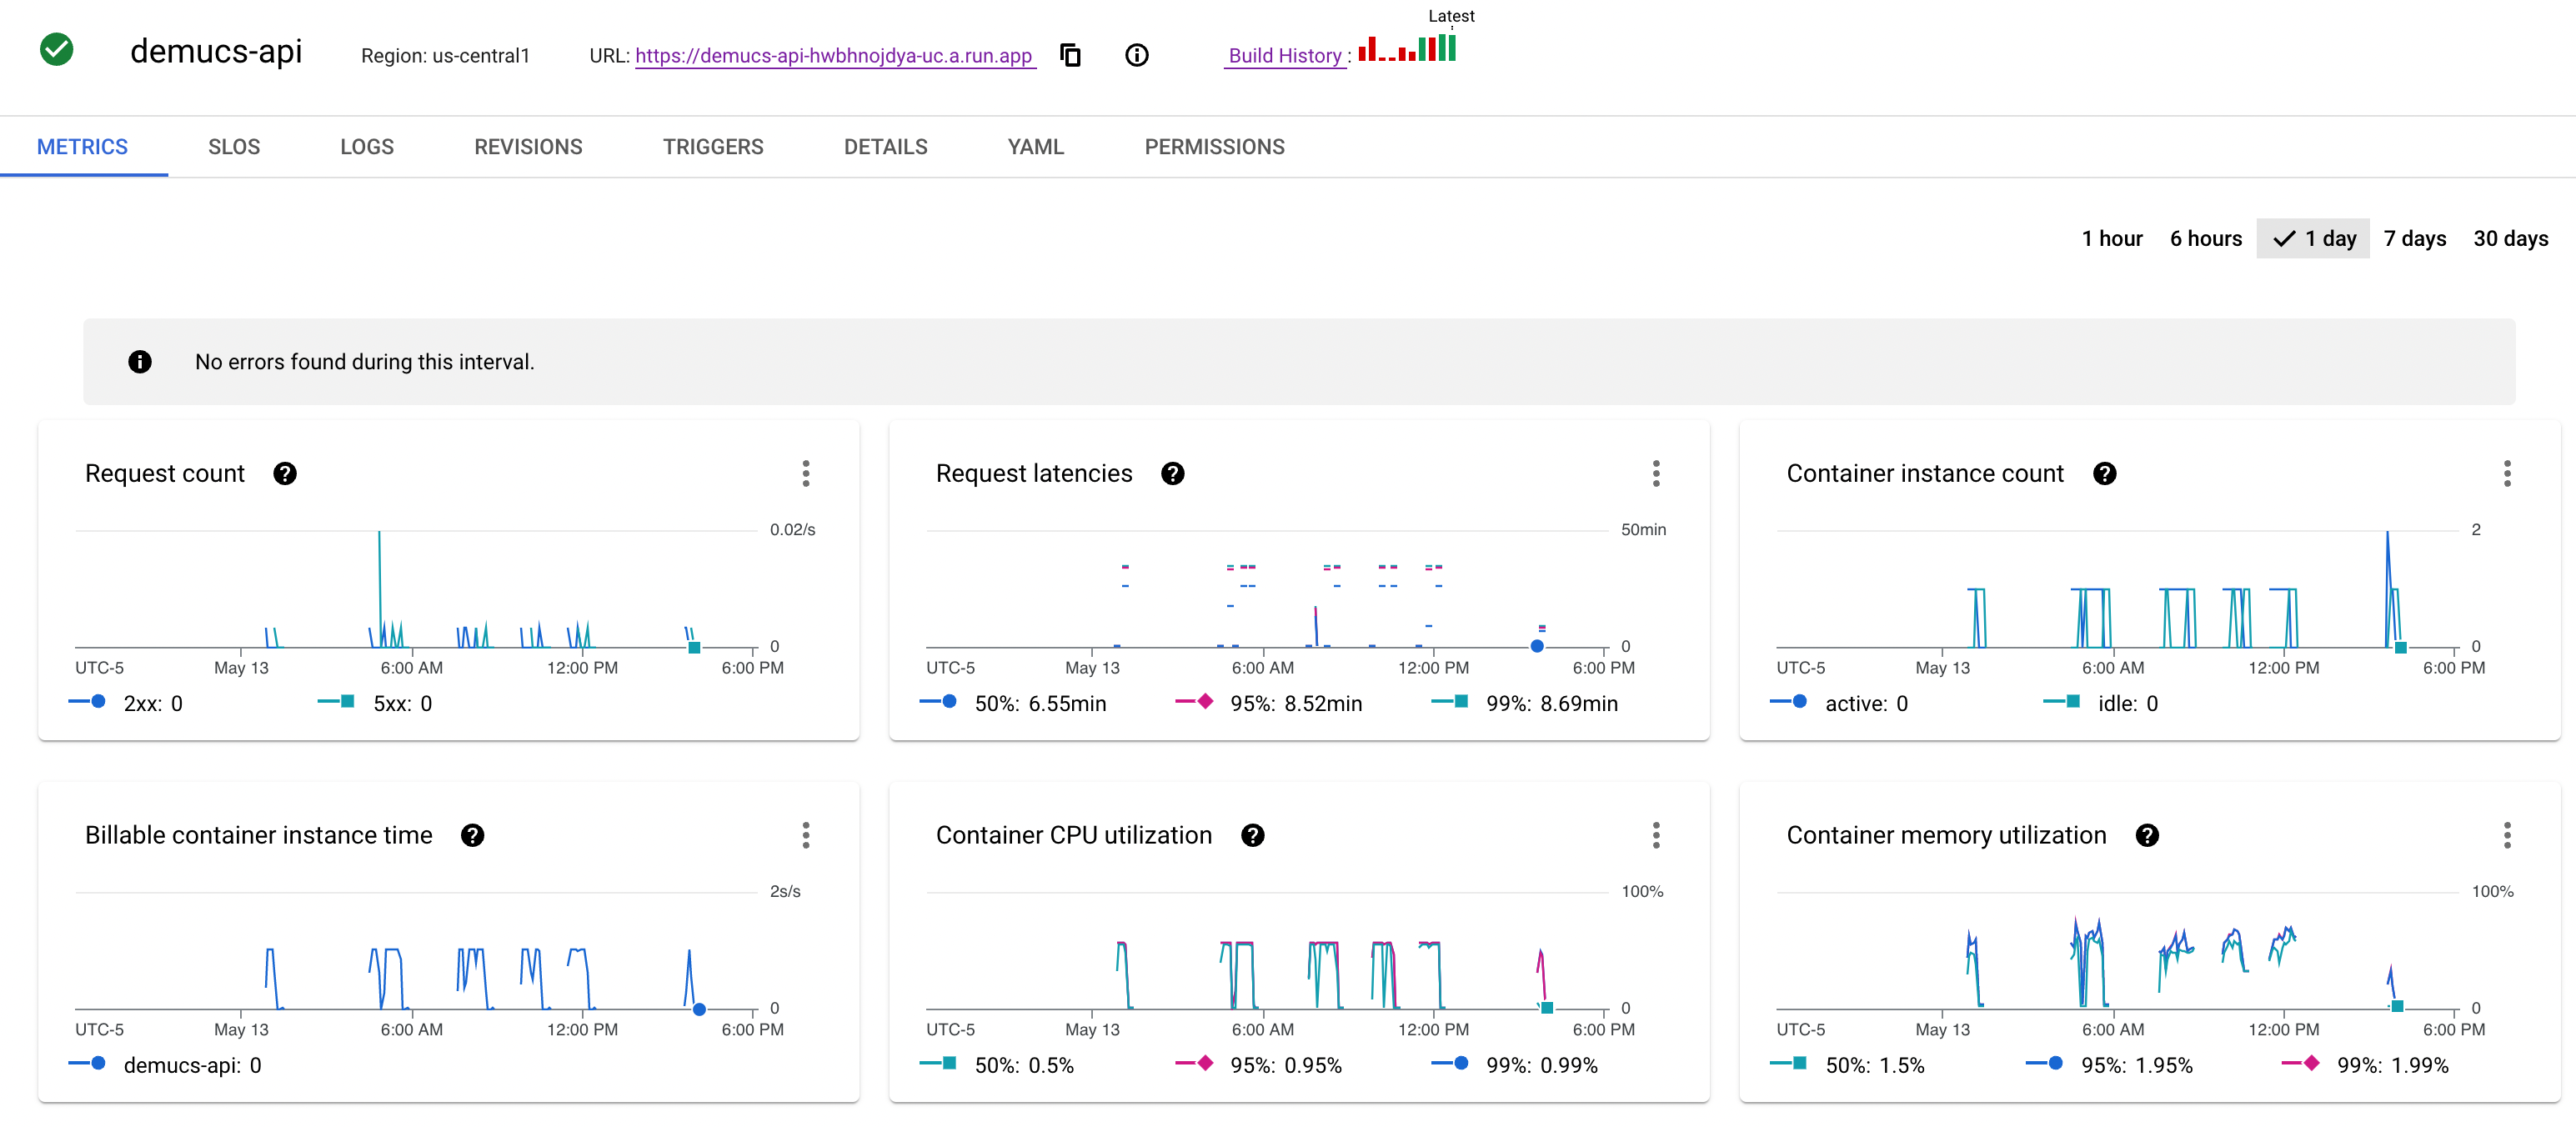 Latest
demucs-api Region: us-central1 URL: https://demucs-api-hwbhnojdya-uc.a.run.app Build History :
METRICS SLOS LOGS REVISIONS TRIGGERS DETAILS YAML PERMISSIONS
1 hour 6 hours 1 day 7 days 30 days
No errors found during this interval.
Request count
0.02/s
0
UTC-5 May 13 6:00 AM 12:00 PM 6:00 PM
2xx: 0 5xx: 0
Request latencies
50min
0
UTC-5 May 13 6:00 AM 12:00 PM 6:00 PM
50%: 6.55min 95%: 8.52min 99%: 8.69min
Container instance count
2
0
UTC-5 May 13 6:00 AM 12:00 PM 6:00 PM
active: 0 idle: 0
Billable container instance time
2s/s
0
UTC-5 May 13 6:00 AM 12:00 PM 6:00 PM
demucs-api: 0
Container CPU utilization
100%
0
UTC-5 May 13 6:00 AM 12:00 PM 6:00 PM
50%: 0.5% 95%: 0.95% 99%: 0.99%
Container memory utilization
100%
0
UTC-5 May 13 6:00 AM 12:00 PM 6:00 PM
50%: 1.5% 95%: 1.95% 99%: 1.99%